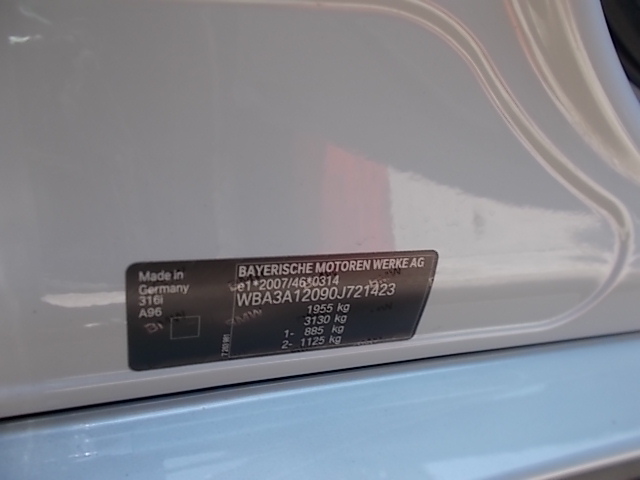 Made in
Germany
316i
A96
BAYERISCHE MOTOREN WERKE AG
e1*2007/46*0314
WBA3A12090J721423
1955 kg
3130 kg
1- 885 kg
2- 1125 kg